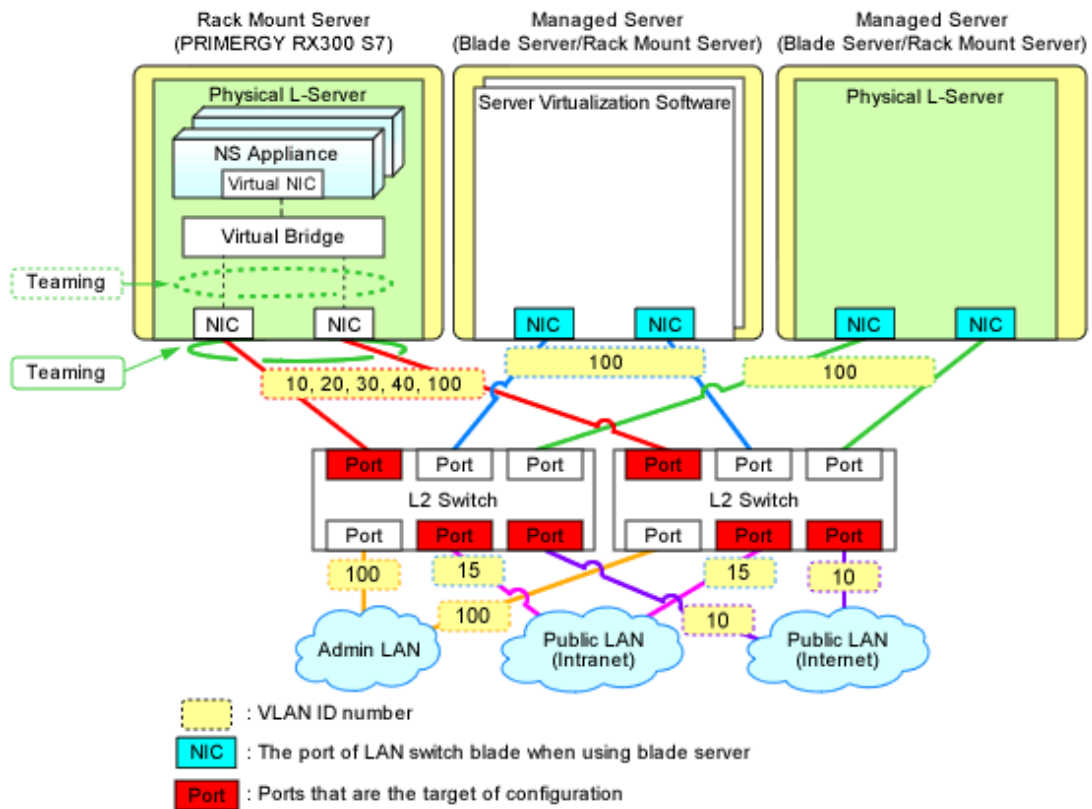 Rack Mount Server
(PRIMERGY RX300 S7)
Managed Server
(Blade Server/Rack Mount Server)
Managed Server
(Blade Server/Rack Mount Server)
Physical L-Server
NS Appliance
Virtual NIC
Virtual Bridge
Teaming
NIC
NIC
Teaming
Server Virtualization Software
NIC
NIC
Physical L-Server
NIC
NIC
10, 20, 30, 40, 100
100
100
Port
Port
Port
L2 Switch
Port
Port
Port
Port
Port
Port
L2 Switch
Port
Port
Port
100
15
100
15
10
10
Admin LAN
Public LAN
(Intranet)
Public LAN
(Internet)
: VLAN ID number
NIC
: The port of LAN switch blade when using blade server
Port
: Ports that are the target of configuration